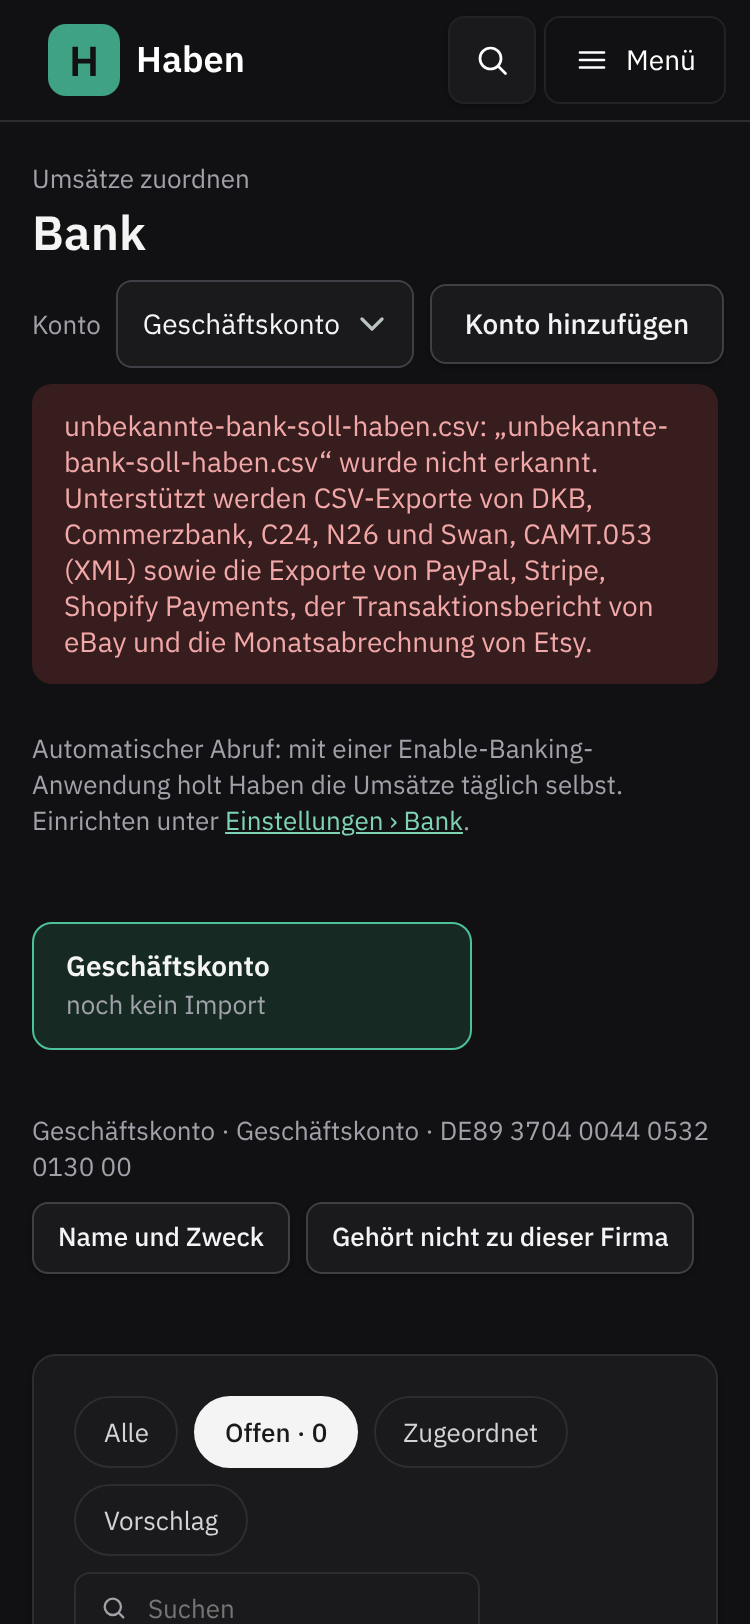 H Haben
Menü
Umsätze zuordnen
Bank
Konto
Geschäftskonto
Konto hinzufügen
unbekannte-bank-soll-haben.csv: „unbekannte-
bank-soll-haben.csv“ wurde nicht erkannt.
Unterstützt werden CSV-Exporte von DKB,
Commerzbank, C24, N26 und Swan, CAMT.053
(XML) sowie die Exporte von PayPal, Stripe,
Shopify Payments, der Transaktionsbericht von
eBay und die Monatsabrechnung von Etsy.
Automatischer Abruf: mit einer Enable-Banking-
Anwendung holt Haben die Umsätze täglich selbst.
Einrichten unter Einstellungen › Bank.
Geschäftskonto
noch kein Import
Geschäftskonto · Geschäftskonto · DE89 3704 0044 0532
0130 00
Name und Zweck
Gehört nicht zu dieser Firma
Alle
Offen · 0
Zugeordnet
Vorschlag
Suchen